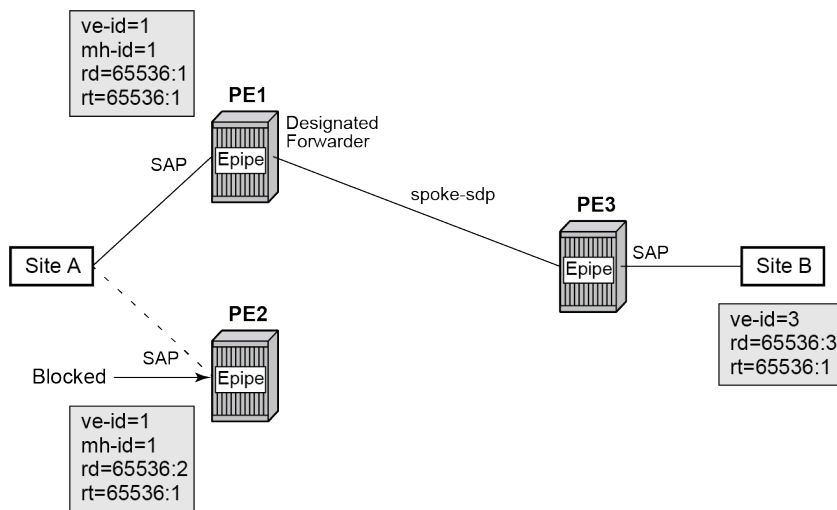 ve-id=1
mh-id=1
rd=65536:1
rt=65536:1
PE1
Designated
Forwarder
Epipe
SAP
spoke-sdp
PE3
Epipe
SAP
Site A
Site B
PE2
SAP
Epipe
Blocked
ve-id=3
rd=65536:3
rt=65536:1
ve-id=1
mh-id=1
rd=65536:2
rt=65536:1